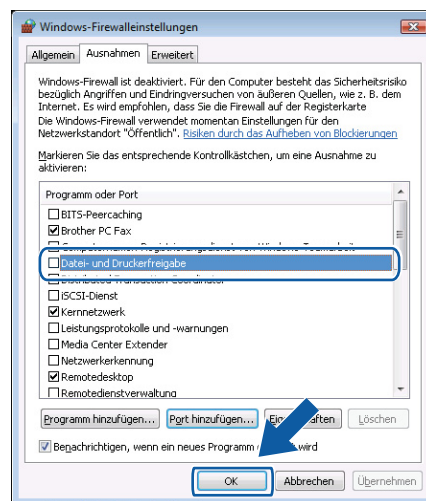 Windows-Firewalleinstellungen
Allgemein Ausnahmen Erweitert
Windows-Firewall ist deaktiviert. Für den Computer besteht das Sicherheitsrisiko
bezüglich Angriffen und Eindringversuchen von äußeren Quellen, wie z. B. dem
Internet. Es wird empfohlen, dass Sie die Firewall auf der Registerkarte
Die Windows-Firewall verwendet momentan Einstellungen für den
Netzwerkstandort "Öffentlich". Risiken durch das Aufheben von Blockierungen
Markieren Sie das entsprechende Kontrollkästchen, um eine Ausnahme zu
aktivieren:
Programm oder Port
BITS-Peercaching
Brother PC Fax
Datei- und Druckerfreigabe
iSCSI-Dienst
Kernnetzwerk
Leistungsprotokolle und -warnungen
Media Center Extender
Netzwerkerkennung
Remotedesktop
Remotedienstverwaltung
Programm hinzufügen... Port hinzufügen... Löschen
Benachrichtigen, wenn ein neues Programm wird
OK Abbrechen Übernehmen